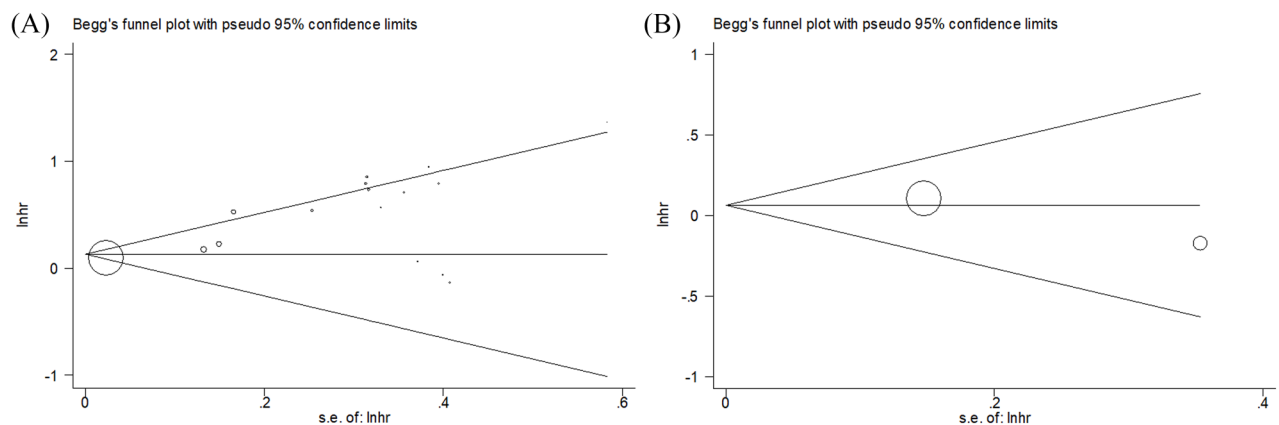 (A)
Begg's funnel plot with pseudo 95% confidence limits
2
1
0
-1
lnhr
0
.2
.4
.6
s.e. of: lnhr
(B)
Begg's funnel plot with pseudo 95% confidence limits
1
.5
0
-.5
-1
lnhr
0
.2
.4
s.e. of: lnhr